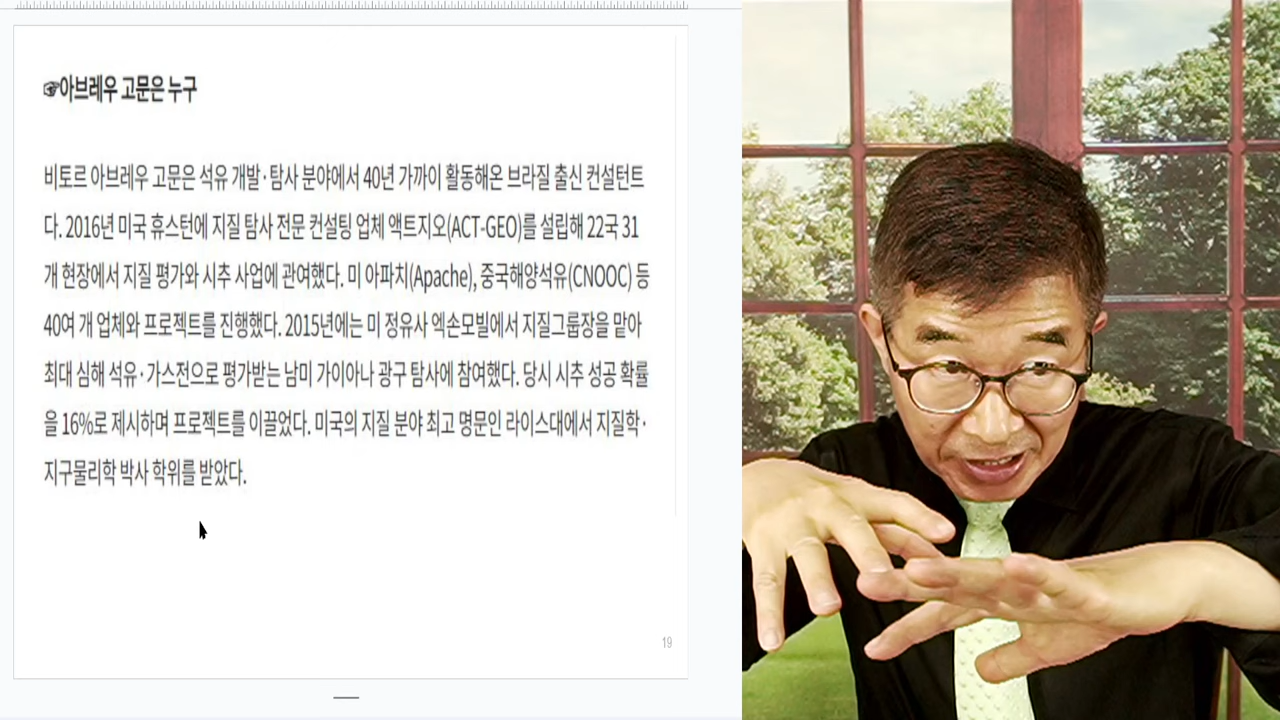 ☞아브레우 고문은 누구
비토르 아브레우 고문은 석유 개발·탐사 분야에서 40년 가까이 활동해온 브라질 출신 컨설턴트
다. 2016년 미국 휴스턴에 지질 탐사 전문 컨설팅 업체 액트지오(ACT-GEO)를 설립해 22국 31
개 현장에서 지질 평가와 시추 사업에 관여했다. 미 아파치(Apache), 중국해양석유(CNOOC) 등
40여 개 업체와 프로젝트를 진행했다. 2015년에는 미 정유사 엑손모빌에서 지질그룹장을 맡아
최대 심해 석유·가스전으로 평가받는 남미 가이아나 광구 탐사에 참여했다. 당시 시추 성공 확률
을 16%로 제시하며 프로젝트를 이끌었다. 미국의 지질 분야 최고 명문인 라이스대에서 지질학·
지구물리학 박사 학위를 받았다.
19